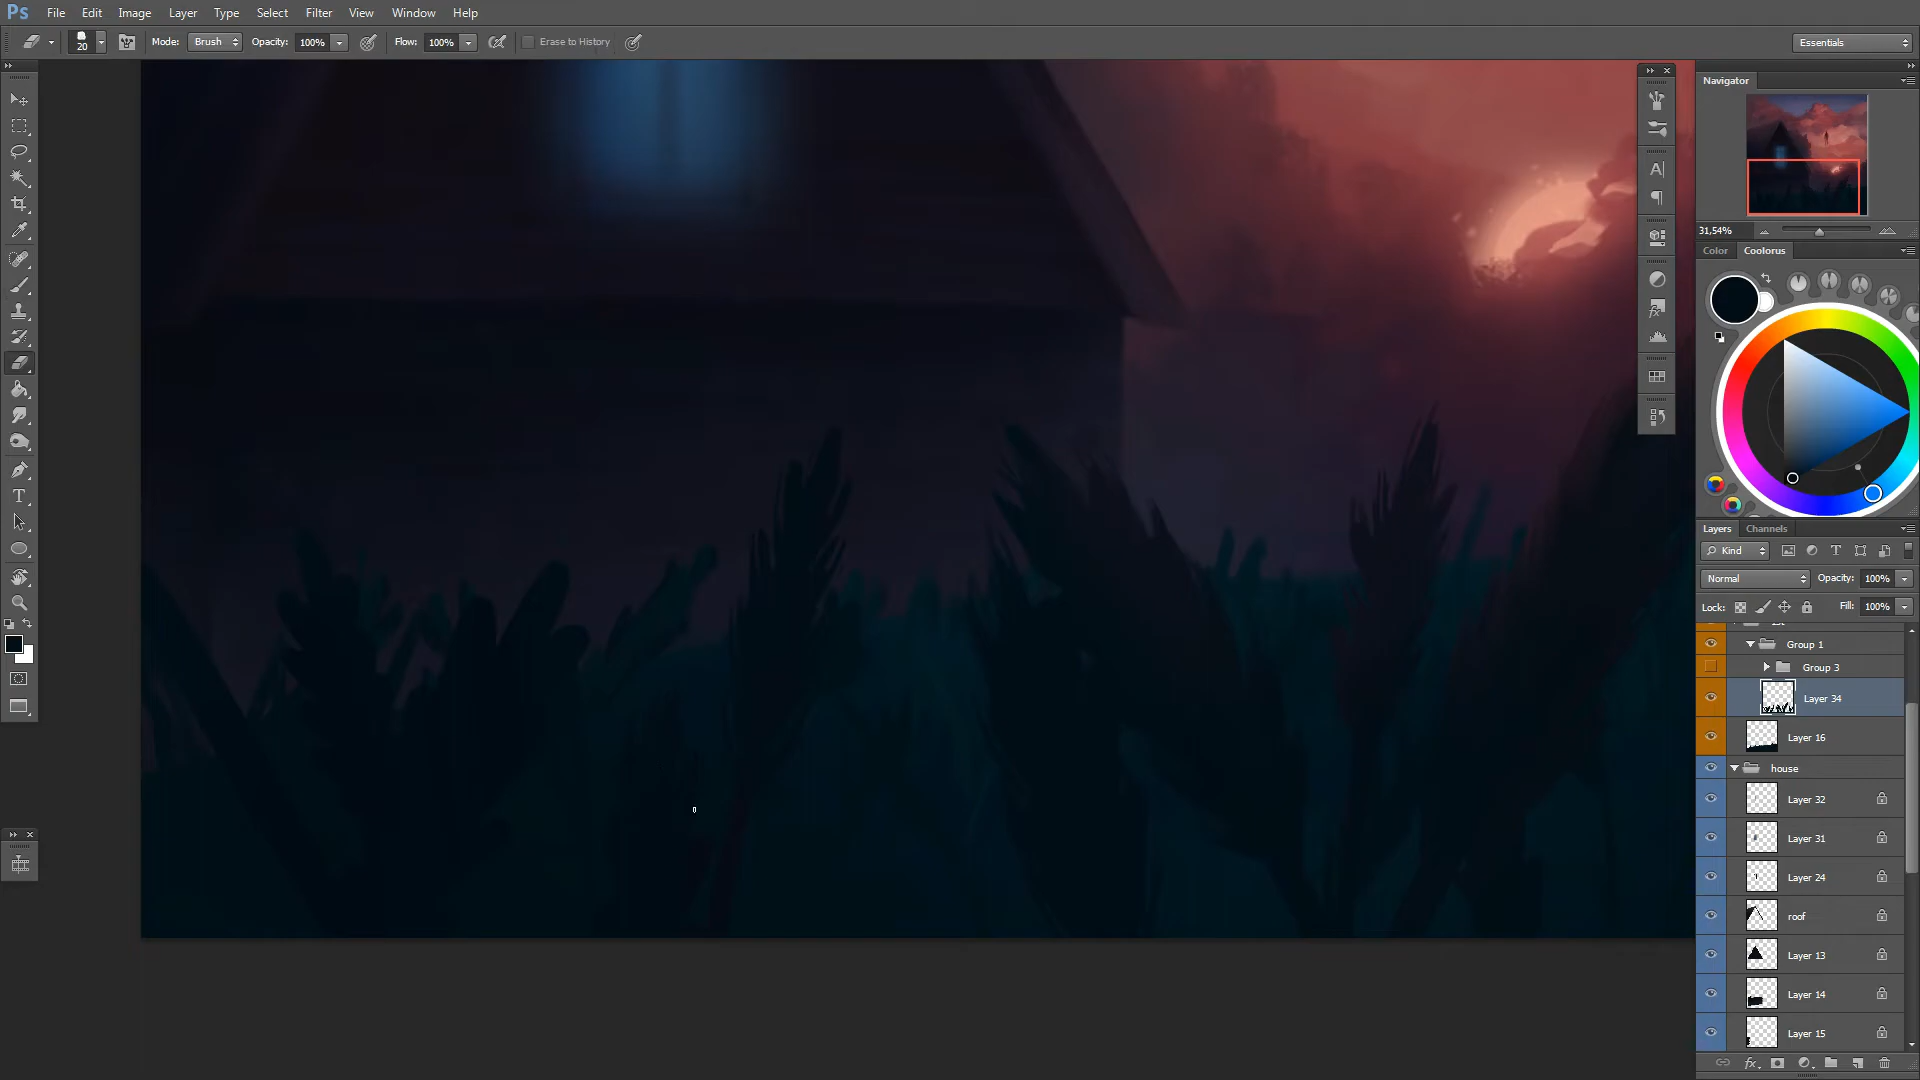 Ps File Edit Image Layer Type Select Filter Analysis View Window Help
20 Mode: Brush Opacity: 100% Flow: 100% Erase to History Essentials
Navigator
31,54%
Color Coolorus
Layers Channels
Kind
Normal Opacity: 100%
Lock: Fill: 100%
Group 1
Group 3
Layer 34
Layer 16
house
Layer 32
Layer 31
Layer 24
roof
Layer 13
Layer 14
Layer 15